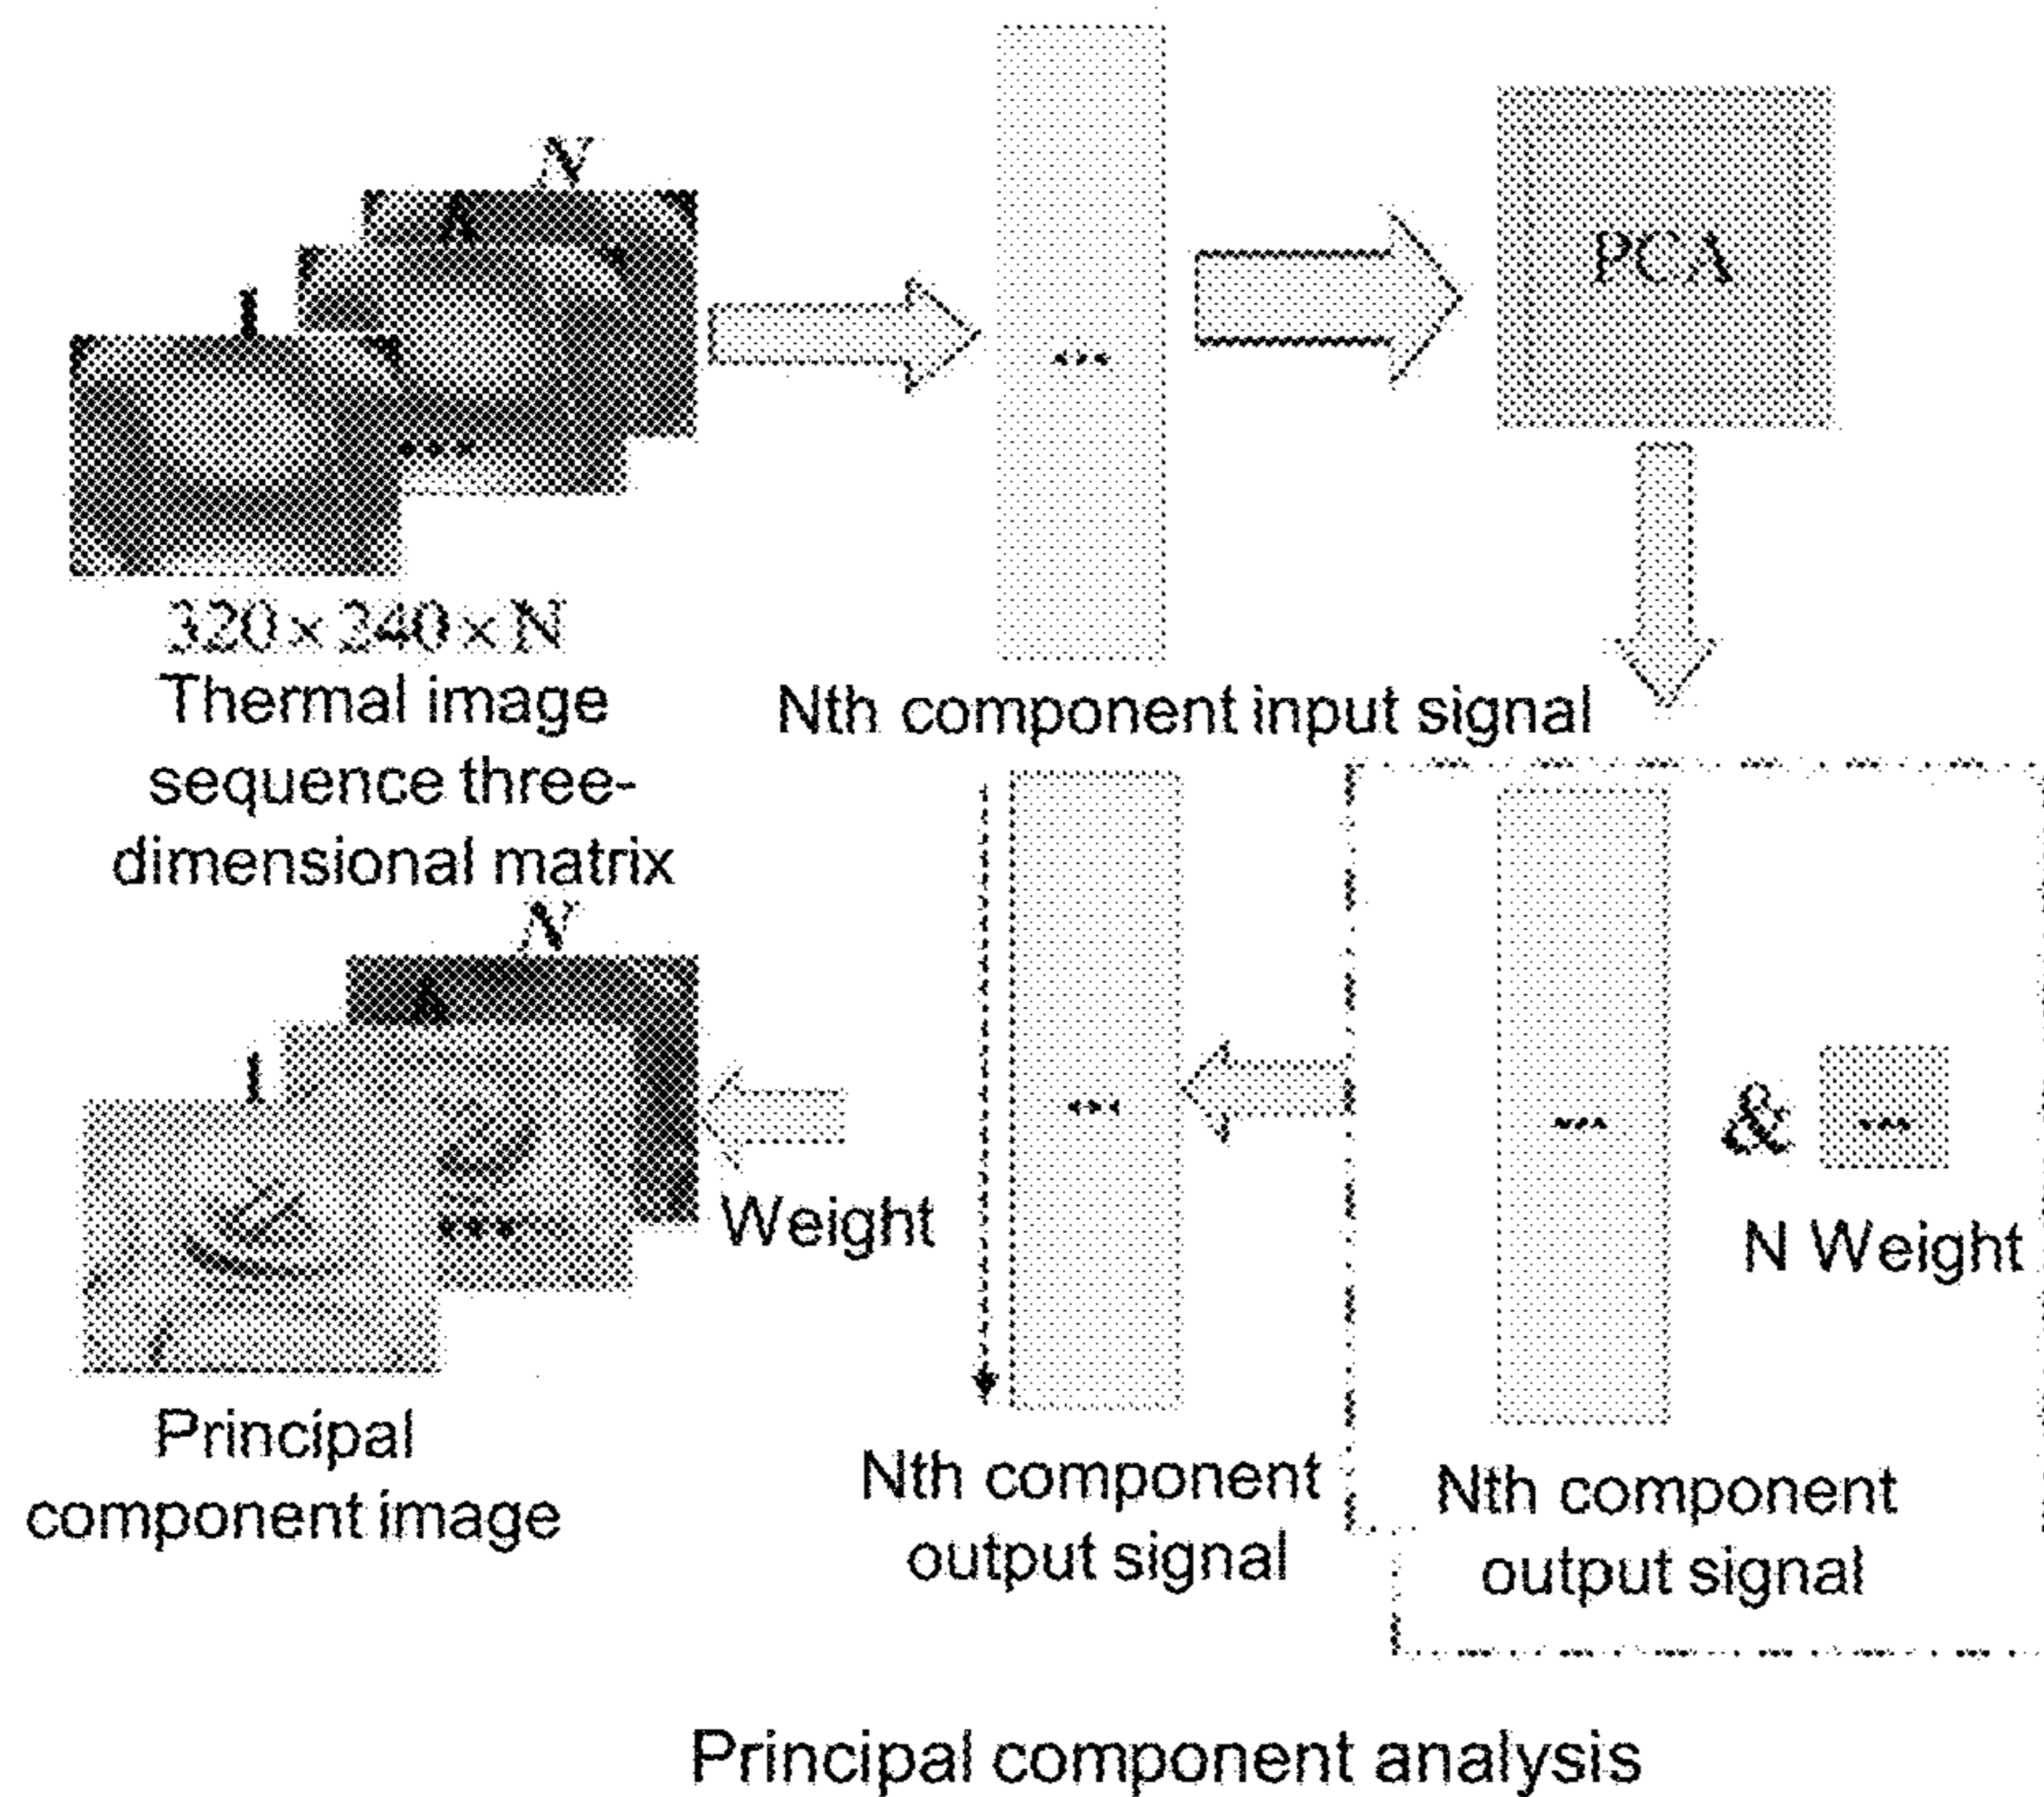 N
1
PCA
320×240×N
Thermal image
sequence three-
dimensional matrix
Nth component input signal
...
N
1
Weight
&
N Weight
Principal
component image
Nth component
output signal
Nth component
output signal
Principal component analysis